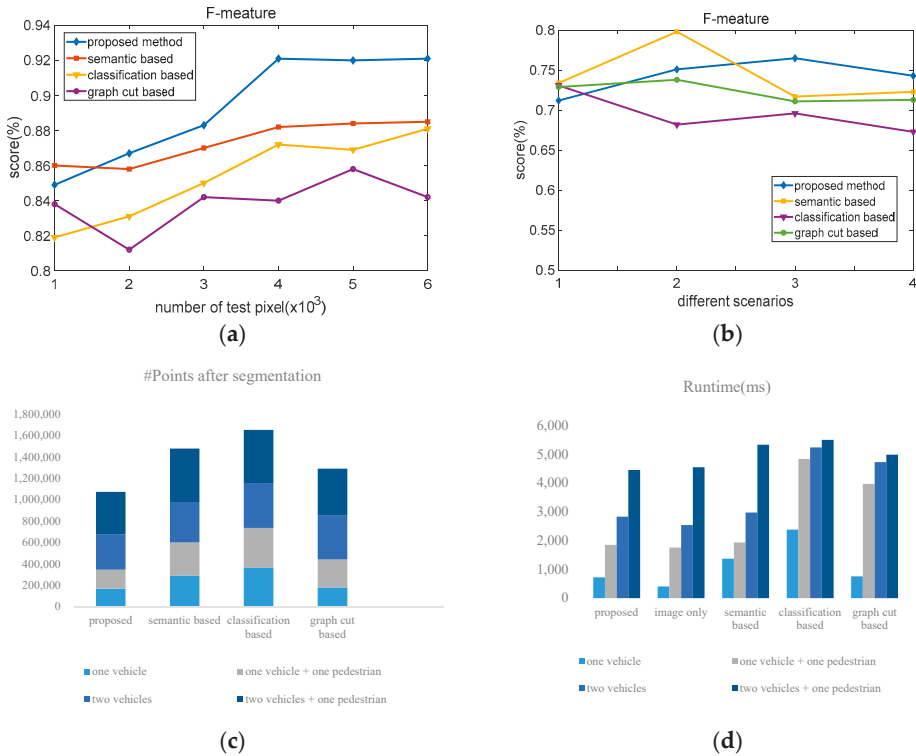 F-meature
0.94
0.92
0.9
0.88
0.86
0.84
0.82
0.8
score(%)
proposed method
semantic based
classification based
graph cut based
1 2 3 4 5 6
number of test pixel(x10³)
(a)
F-meature
0.8
0.75
0.7
0.65
0.6
0.55
0.5
score(%)
proposed method
semantic based
classification based
graph cut based
1 2 3 4
different scenarios
(b)
#Points after segmentation
1,800,000
1,600,000
1,400,000
1,200,000
1,000,000
800,000
600,000
400,000
200,000
0
proposed semantic based classification graph cut
based based
one vehicle one vehicle + one pedestrian
two vehicles two vehicles + one pedestrian
(c)
Runtime(ms)
6,000
5,000
4,000
3,000
2,000
1,000
0
proposed image only semantic classification graph cut
based based based
one vehicle one vehicle + one pedestrian
two vehicles two vehicles + one pedestrian
(d)